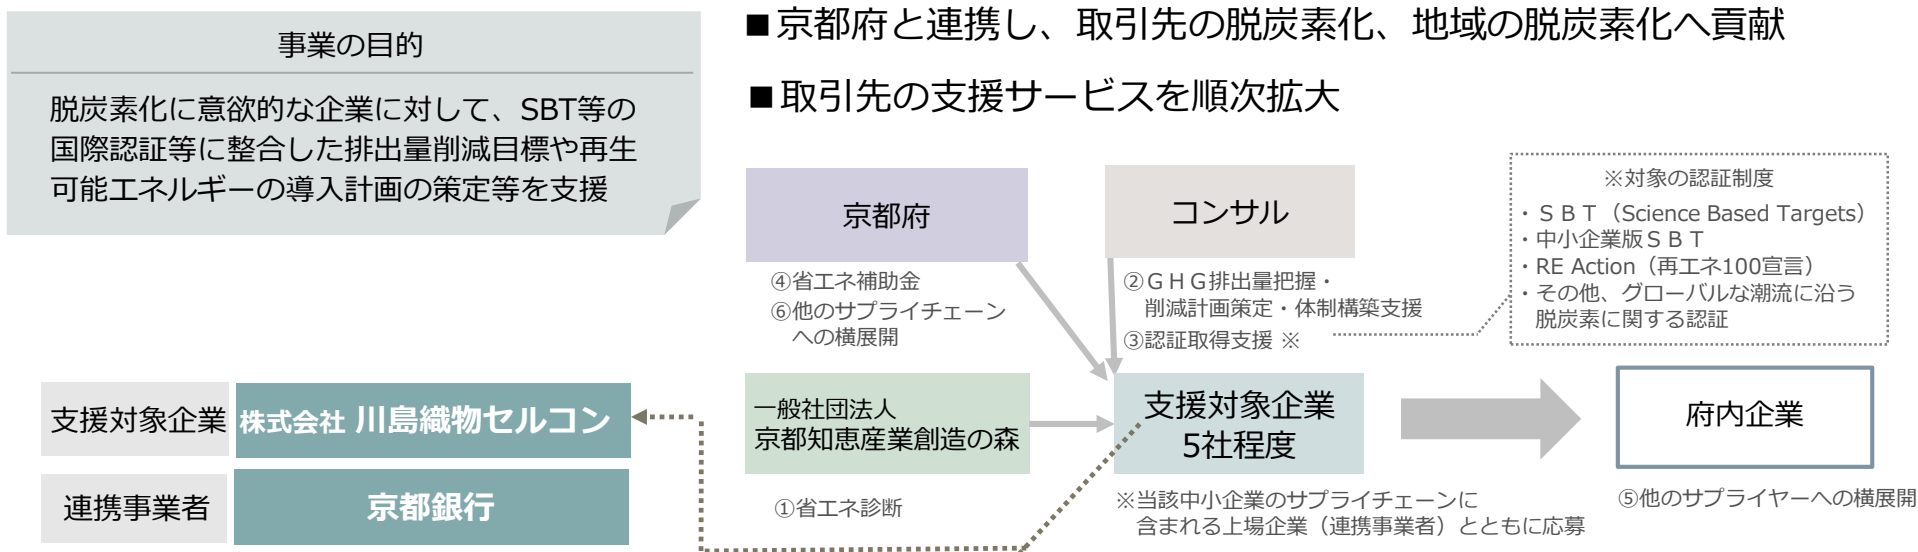 事業の目的
脱炭素化に意欲的な企業に対して、SBT等の
国際認証等に整合した排出量削減目標や再生
可能エネルギーの導入計画の策定等を支援
■京都府と連携し、取引先の脱炭素化、地域の脱炭素化へ貢献
■取引先の支援サービスを順次拡大
京都府
④省エネ補助金
⑥他のサプライチェーン
への横展開
コンサル
②ＧＨＧ排出量把握・
削減計画策定・体制構築支援
③認証取得支援 ※
※対象の認証制度
・ＳＢＴ（Science Based Targets）
・中小企業版ＳＢＴ
・RE Action（再エネ100宣言）
・その他、グローバルな潮流に沿う
脱炭素に関する認証
支援対象企業
株式会社 川島織物セルコン
連携事業者
京都銀行
一般社団法人
京都知恵産業創造の森
①省エネ診断
支援対象企業
5社程度
※当該中小企業のサプライチェーンに
含まれる上場企業（連携事業者）とともに応募
府内企業
⑤他のサプライヤーへの横展開